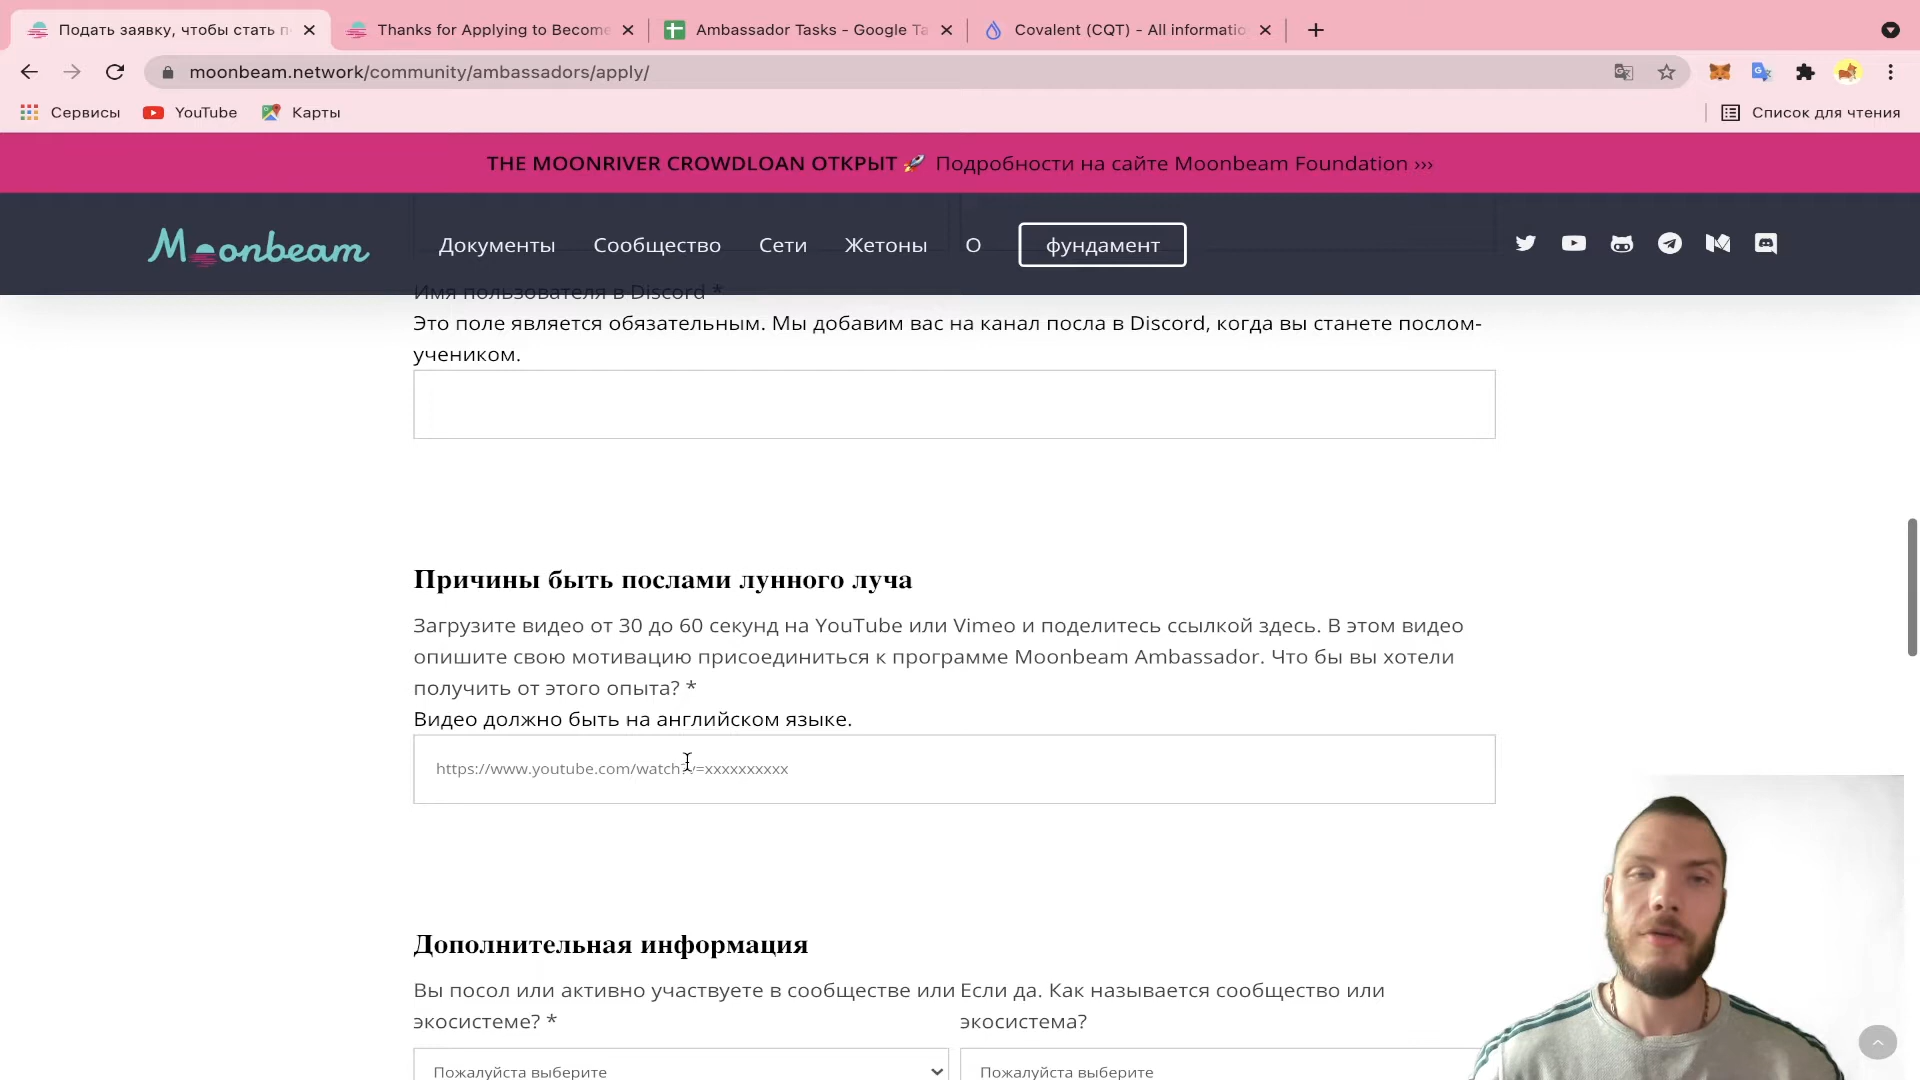 Подать заявку, чтобы стать п
Thanks for Applying to Become
Ambassador Tasks - Google Ta
Covalent (CQT) - All informatio
moonbeam.network/community/ambassadors/apply/
Сервисы
YouTube
Карты
Список для чтения
THE MOONRIVER CROWDLOAN ОТКРЫТ 🚀 Подробности на сайте Moonbeam Foundation ›››
Moonbeam
Документы
Сообщество
Сети
Жетоны
О
фундамент
Имя пользователя в Discord *
Это поле является обязательным. Мы добавим вас на канал посла в Discord, когда вы станете послом-
учеником.
Причины быть послами лунного луча
Загрузите видео от 30 до 60 секунд на YouTube или Vimeo и поделитесь ссылкой здесь. В этом видео
опишите свою мотивацию присоединиться к программе Moonbeam Ambassador. Что бы вы хотели
получить от этого опыта? *
Видео должно быть на английском языке.
https://www.youtube.com/watch?v=xxxxxxxxxx
Дополнительная информация
Вы посол или активно участвуете в сообществе или
экосистеме? *
Если да. Как называется сообщество или
экосистема?
Пожалуйста выберите
Пожалуйста выберите